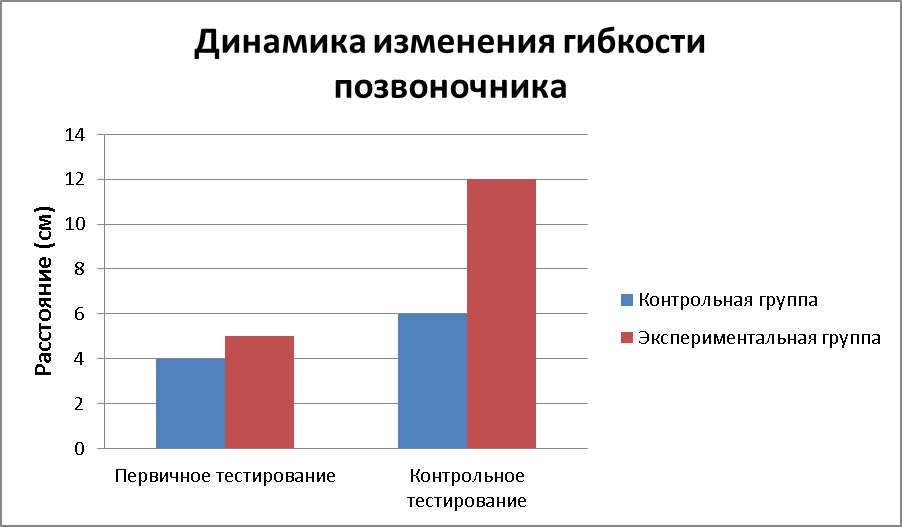 Динамика изменения гибкости
позвоночника
14
12
10
8
6
4
2
0
Расстояние (см)
Первичное тестирование
Контрольное
тестирование
Контрольная группа
Экспериментальная группа